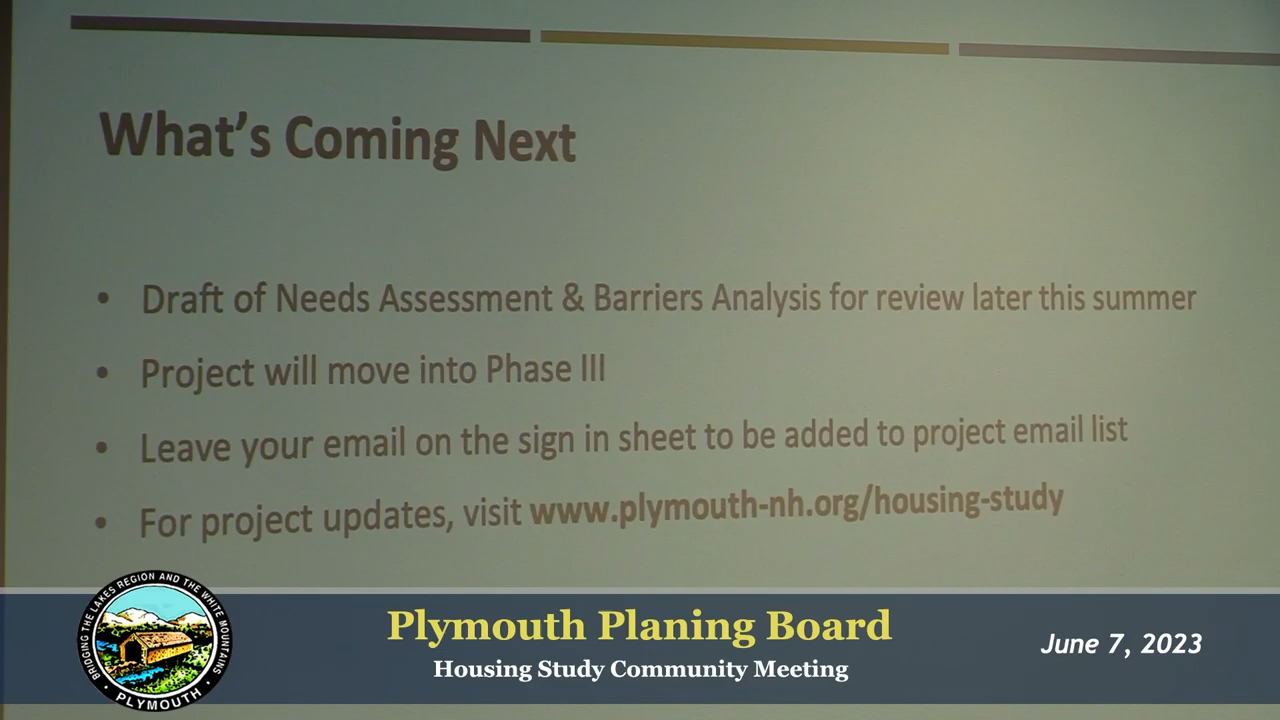 What's Coming Next
• Draft of Needs Assessment & Barriers Analysis for review later this summer
• Project will move into Phase III
• Leave your email on the sign in sheet to be added to project email list
• For project updates, visit www.plymouth-nh.org/housing-study
BRIDGING THE LAKES REGION AND THE WHITE MOUNTAINS
• PLYMOUTH •
Plymouth Planing Board
Housing Study Community Meeting
June 7, 2023